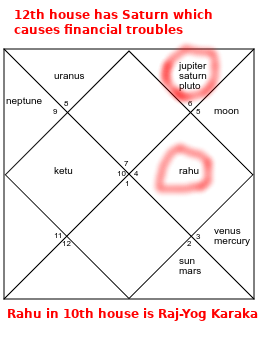 12th house has Saturn which
causes financial troubles
uranus
jupiter
saturn
pluto
neptune
8
9
6
5
moon
7
10 4
1
ketu
rahu
11
12
3
2
venus
mercury
sun
mars
Rahu in 10th house is Raj-Yog Karaka